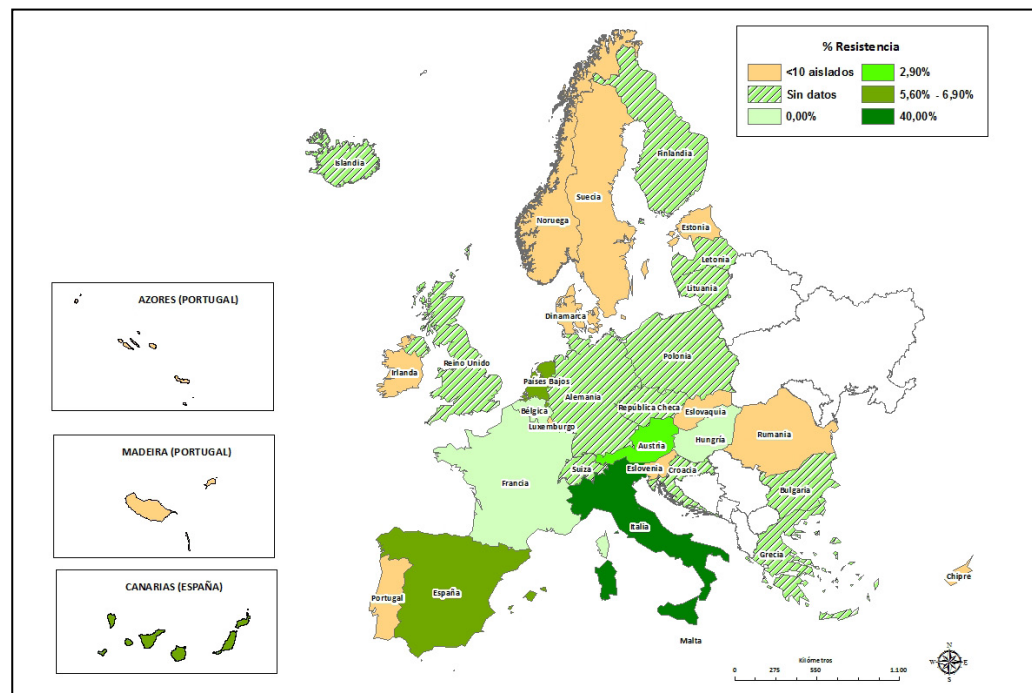 % Resistencia
<10 aislados
2,90%
Sin datos
5,60% - 6,90%
0,00%
40,00%
Islandia
Finlandia
Suecia
Noruega
Estonia
Letonia
Lituania
AZORES (PORTUGAL)
Dinamarca
Reino Unido
Irlanda
Polonia
Países Bajos
Alemania
Bélgica
República Checa
Luxemburgo
Eslovaquia
MADEIRA (PORTUGAL)
Austria
Hungría
Rumania
Suiza
Eslovenia
Croacia
Francia
Bulgaria
Italia
Grecia
CANARIAS (ESPAÑA)
Chipre
España
Portugal
Malta
Kilómetros
0 275 550 1.100
N
W E
S